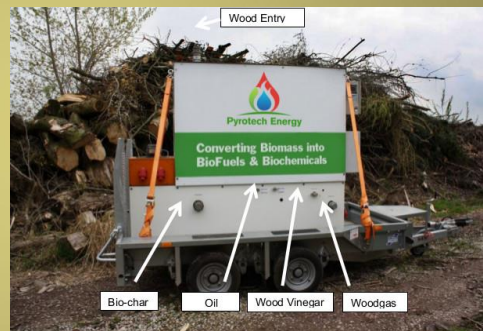 Wood Entry
Pyrotech Energy
Converting Biomass into
BioFuels & Biochemicals
Bio-char
Oil
Wood Vinegar
Woodgas